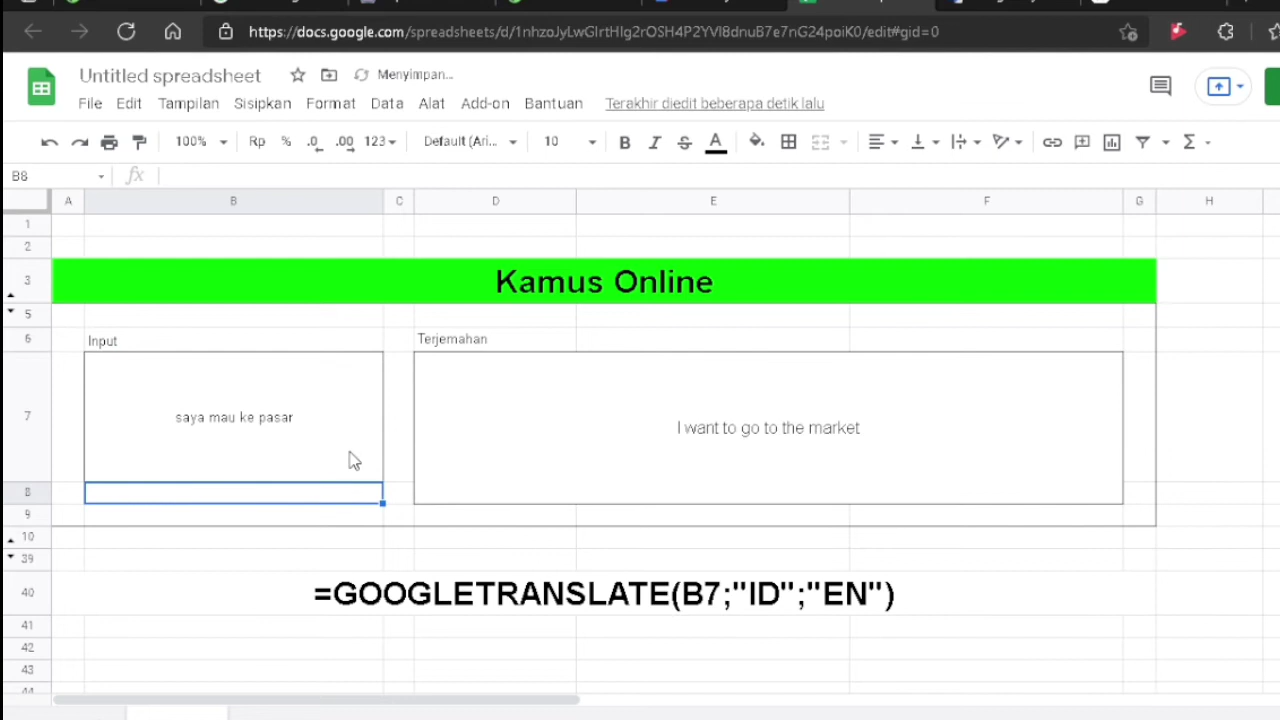 https://docs.google.com/spreadsheets/d/1nhzoJyLwGIrtHIg2rOSH4P2YVl8dnuB7e7nG24poiK0/edit#gid=0
Untitled spreadsheet Menyimpan...
File Edit Tampilan Sisipkan Format Data Alat Add-on Bantuan Terakhir diedit beberapa detik lalu
100% Rp % .0 .00 123 Default (Ari... 10 B I S A Σ
B8 fx
A B C D E F G H
1
2
3 Kamus Online
5
6 Input Terjemahan
7 saya mau ke pasar I want to go to the market
8
9
10
39
40 =GOOGLETRANSLATE(B7;"ID";"EN")
41
42
43
44